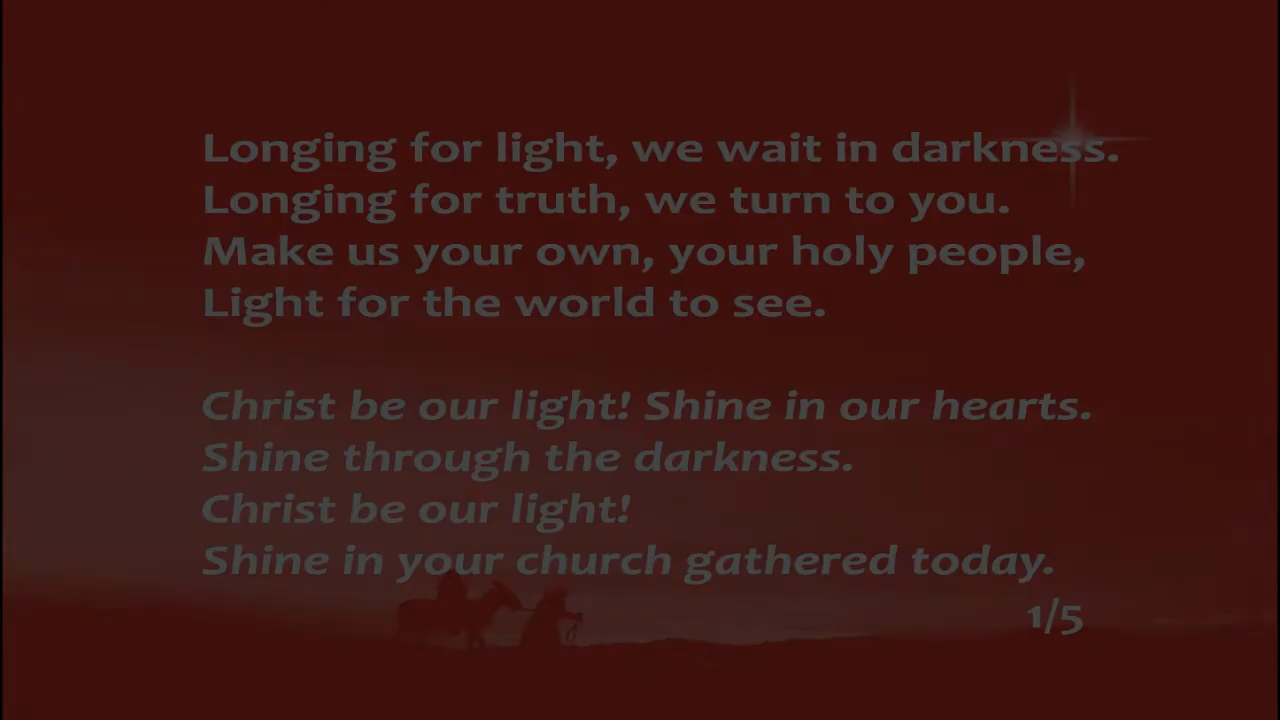 Longing for light, we wait in darkness.
Longing for truth, we turn to you.
Make us your own, your holy people,
Light for the world to see.
Christ be our light! Shine in our hearts.
Shine through the darkness.
Christ be our light!
Shine in your church gathered today.
1/5